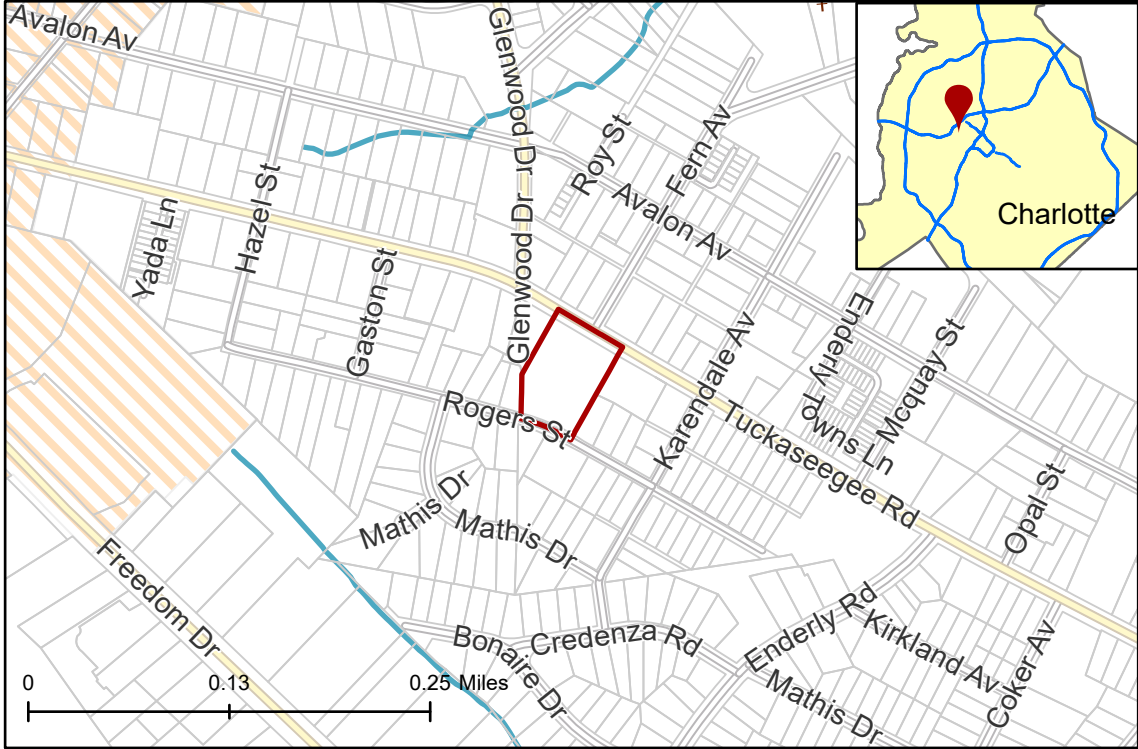 Avalon Av
Glenwood Dr
Dr
Roy St
Fern Av
Charlotte
Avalon Av
Yada Ln
Hazel St
Gaston St
Glenwood Dr
Karendale Av
Enderly Towns Ln
Mcquay St
Rogers St
Tuckaseegee Rd
Mathis Dr
Mathis Dr
Opal St
Freedom Dr
Bonaire Dr
Credenza Rd
Enderly Rd
Kirkland Av
Coker Av
Mathis Dr
0 0.13 0.25 Miles